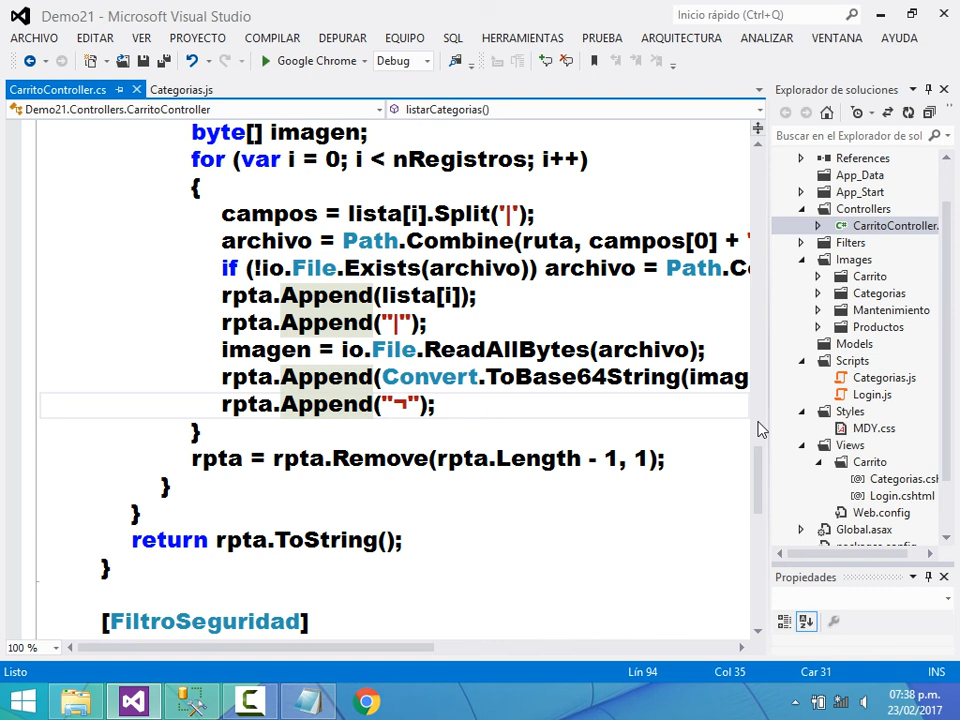 Demo21 - Microsoft Visual Studio
Inicio rápido (Ctrl+Q)
ARCHIVO EDITAR VER PROYECTO COMPILAR DEPURAR EQUIPO SQL HERRAMIENTAS PRUEBA ARQUITECTURA ANALIZAR VENTANA AYUDA
Google Chrome Debug
CarritoController.cs Categorias.js
Explorador de soluciones
Demo21.Controllers.CarritoController listarCategorias()
Buscar en el Explorador de sol
byte[] imagen;
for (var i = 0; i < nRegistros; i++)
{
campos = lista[i].Split('|');
archivo = Path.Combine(ruta, campos[0] + "
if (!io.File.Exists(archivo)) archivo = Path.Co
rpta.Append(lista[i]);
rpta.Append("|");
imagen = io.File.ReadAllBytes(archivo);
rpta.Append(Convert.ToBase64String(imag
rpta.Append("¬");
}
rpta = rpta.Remove(rpta.Length - 1, 1);
}
}
return rpta.ToString();
}
[FiltroSeguridad]
References
App_Data
App_Start
Controllers
C# CarritoController.
Filters
Images
Carrito
Categorias
Mantenimiento
Productos
Models
Scripts
Categorias.js
Login.js
Styles
MDY.css
Views
Carrito
Categorias.csh
Login.cshtml
Web.config
Global.asax
packages.config
Propiedades
100 %
Listo Lín 94 Col 35 Car 31 INS
07:38 p.m.
23/02/2017